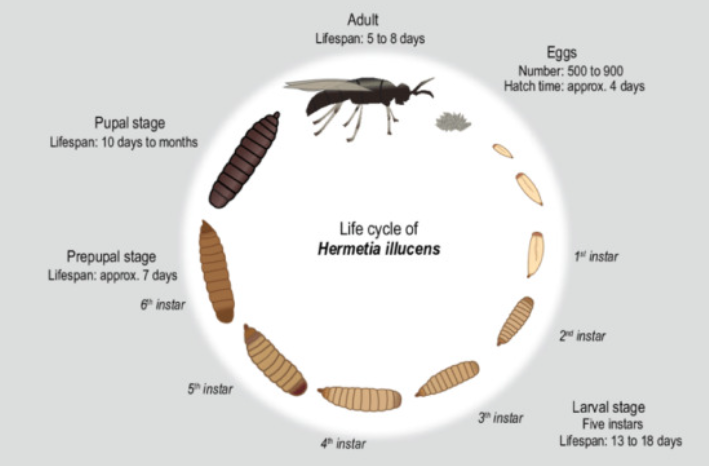 Adult
Lifespan: 5 to 8 days
Eggs
Number: 500 to 900
Hatch time: approx. 4 days
Pupal stage
Lifespan: 10 days to months
Life cycle of
Hermetia illucens
Prepupal stage
Lifespan: approx. 7 days
6th instar
1st instar
2nd instar
5th instar
3rd instar
4th instar
Larval stage
Five instars
Lifespan: 13 to 18 days